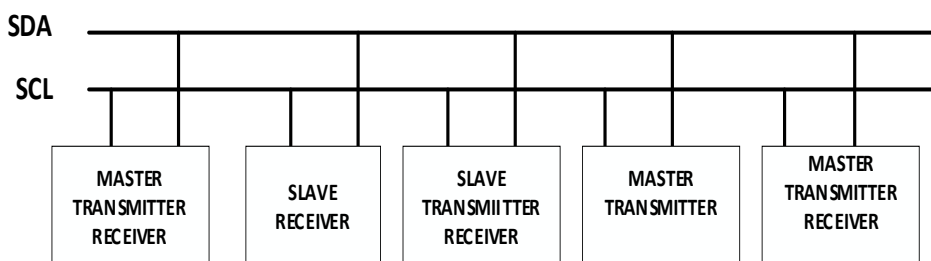 SDA
SCL
MASTER
TRANSMITTER
RECEIVER
SLAVE
RECEIVER
SLAVE
TRANSMIITTER
RECEIVER
MASTER
TRANSMITTER
MASTER
TRANSMITTER
RECEIVER